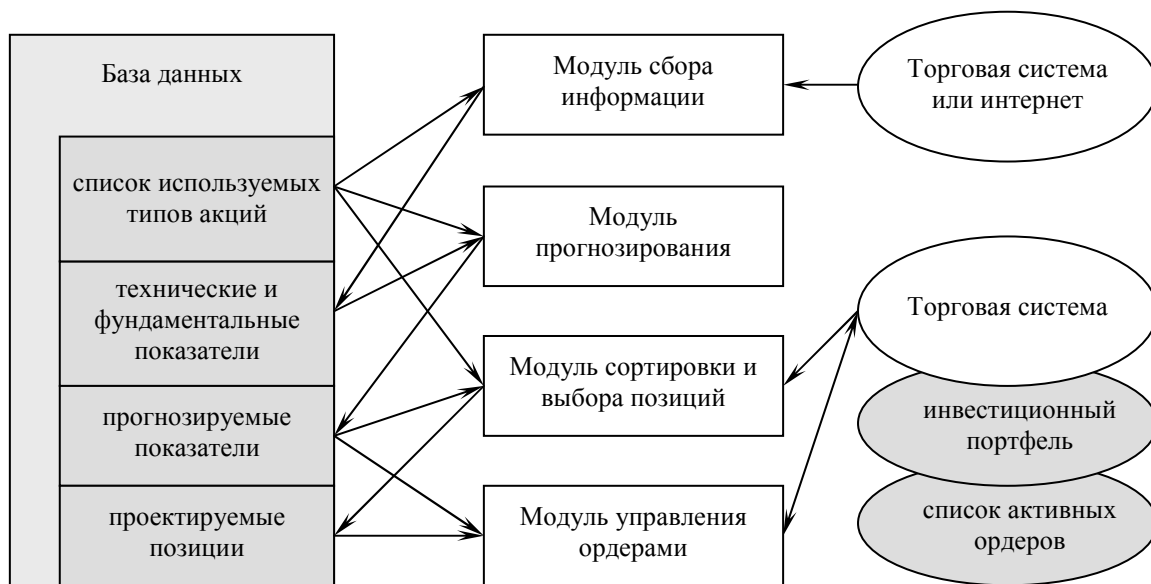 База данных
список используемых
типов акций
технические и
фундаментальные
показатели
прогнозируемые
показатели
проектируемые
позиции
Модуль сбора
информации
Модуль
прогнозирования
Модуль сортировки и
выбора позиций
Модуль управления
ордерами
Торговая система
или интернет
Торговая система
инвестиционный
портфель
список активных
ордеров